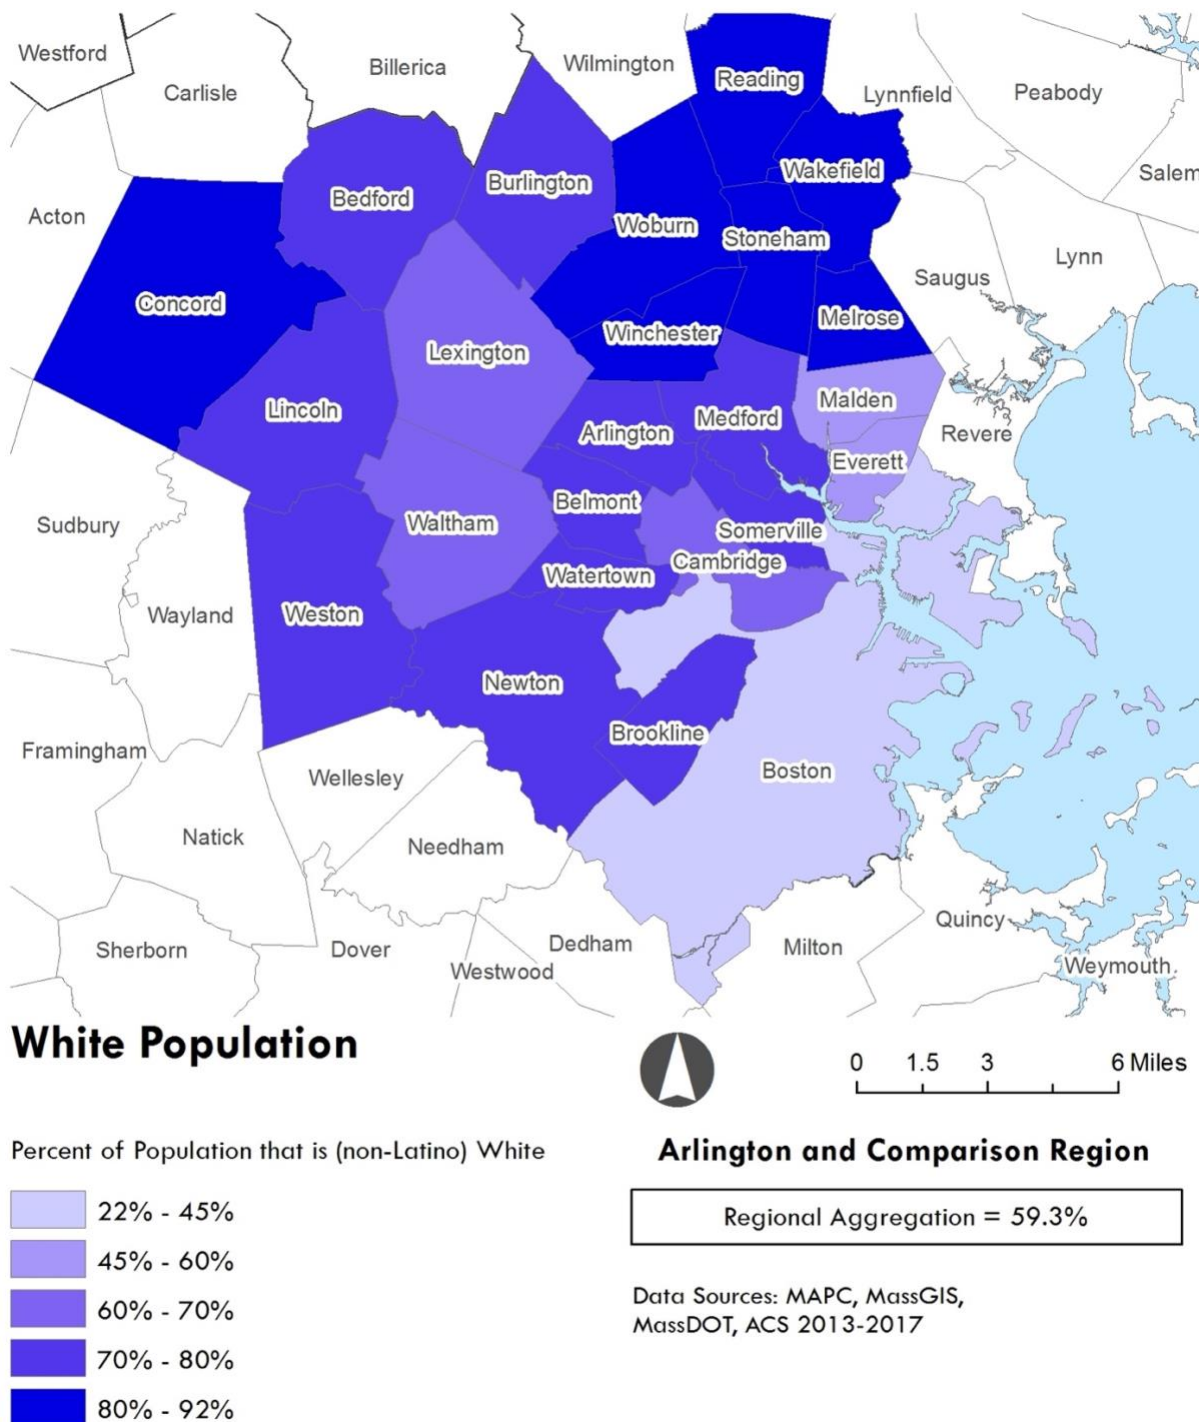 Westford
Carlisle
Billerica
Wilmington
Reading
Lynnfield
Peabody
Salem
Acton
Bedford
Burlington
Wakefield
Woburn
Stoneham
Saugus
Lynn
Concord
Winchester
Melrose
Lexington
Lincoln
Arlington
Medford
Malden
Revere
Everett
Sudbury
Waltham
Belmont
Somerville
Cambridge
Watertown
Wayland
Weston
Newton
Brookline
Framingham
Wellesley
Boston
Natick
Needham
Sherborn
Dover
Westwood
Dedham
Milton
Quincy
Weymouth
White Population
0 1.5 3 6 Miles
Percent of Population that is (non-Latino) White
22% - 45%
45% - 60%
60% - 70%
70% - 80%
80% - 92%
Arlington and Comparison Region
Regional Aggregation = 59.3%
Data Sources: MAPC, MassGIS,
MassDOT, ACS 2013-2017